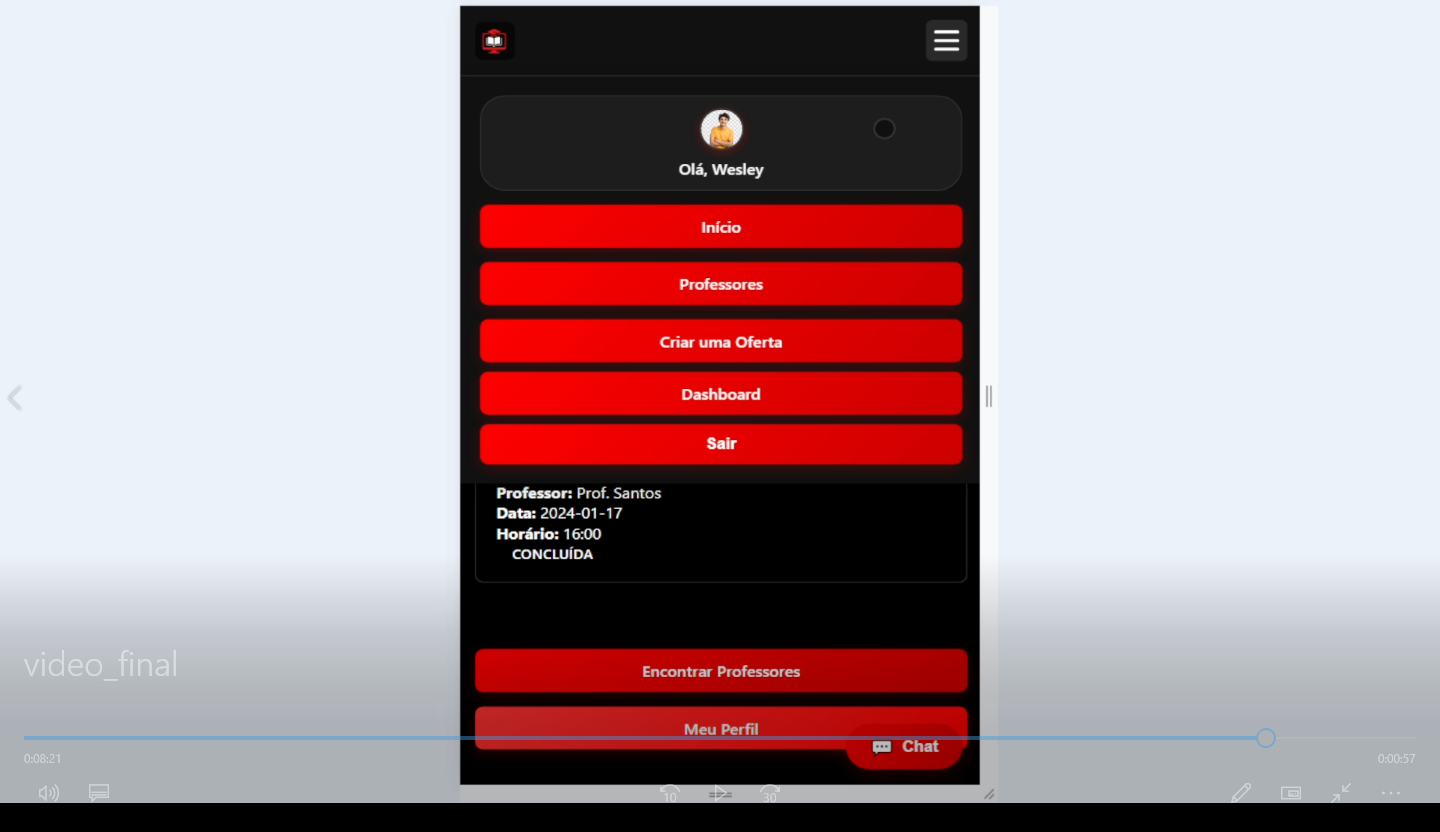 Olá, Wesley
Início
Professores
Criar uma Oferta
Dashboard
Sair
Professor: Prof. Santos
Data: 2024-01-17
Horário: 16:00
CONCLUÍDA
Encontrar Professores
Meu Perfil
Chat
video_final
0:08:21
0:00:57
10
30